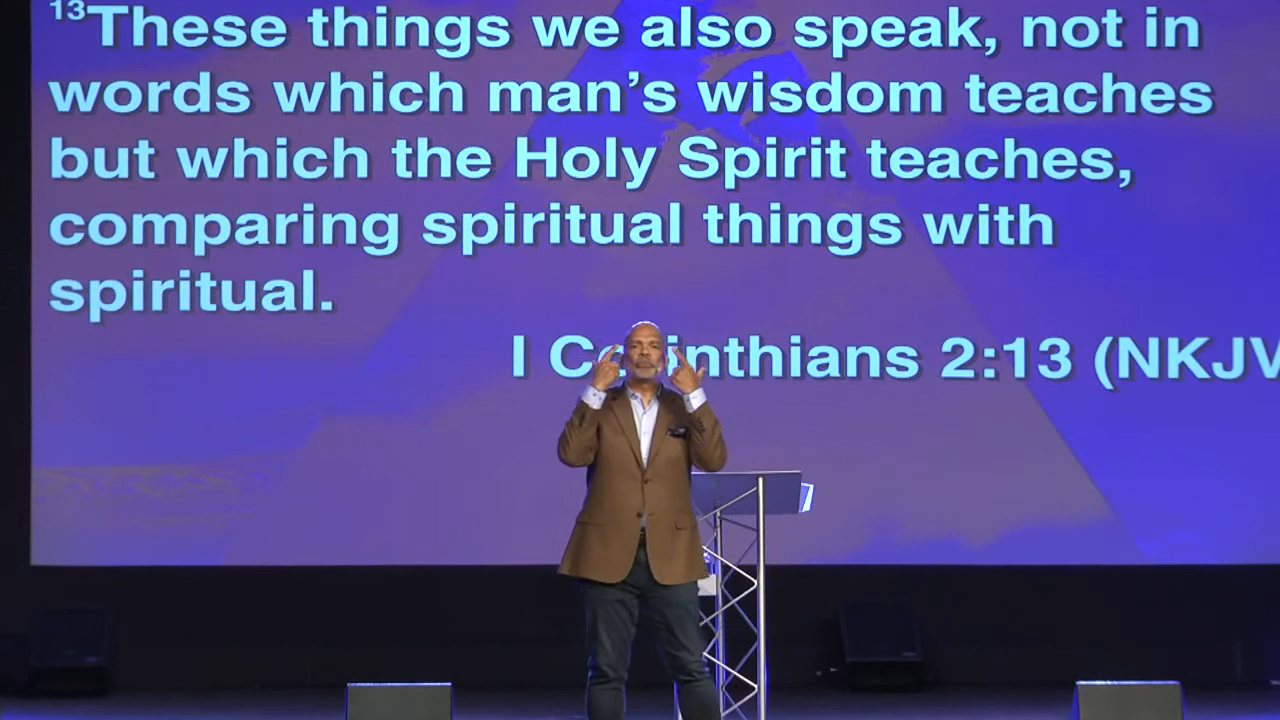 13These things we also speak, not in
words which man's wisdom teaches
but which the Holy Spirit teaches,
comparing spiritual things with
spiritual.
I Corinthians 2:13 (NKJV